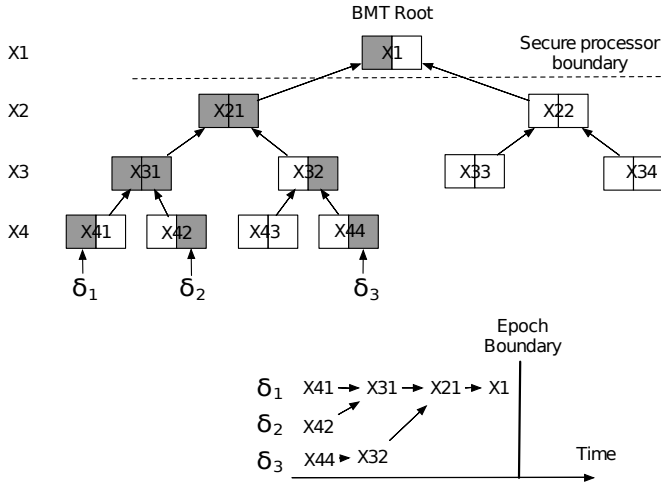 BMT Root
X1 X1 Secure processor
boundary
X2 X21 X22
X3 X31 X32 X33 X34
X4 X41 X42 X43 X44
δ1 δ2 δ3
Epoch
Boundary
δ1 X41 X31 X21 X1
δ2 X42
δ3 X44 X32 Time